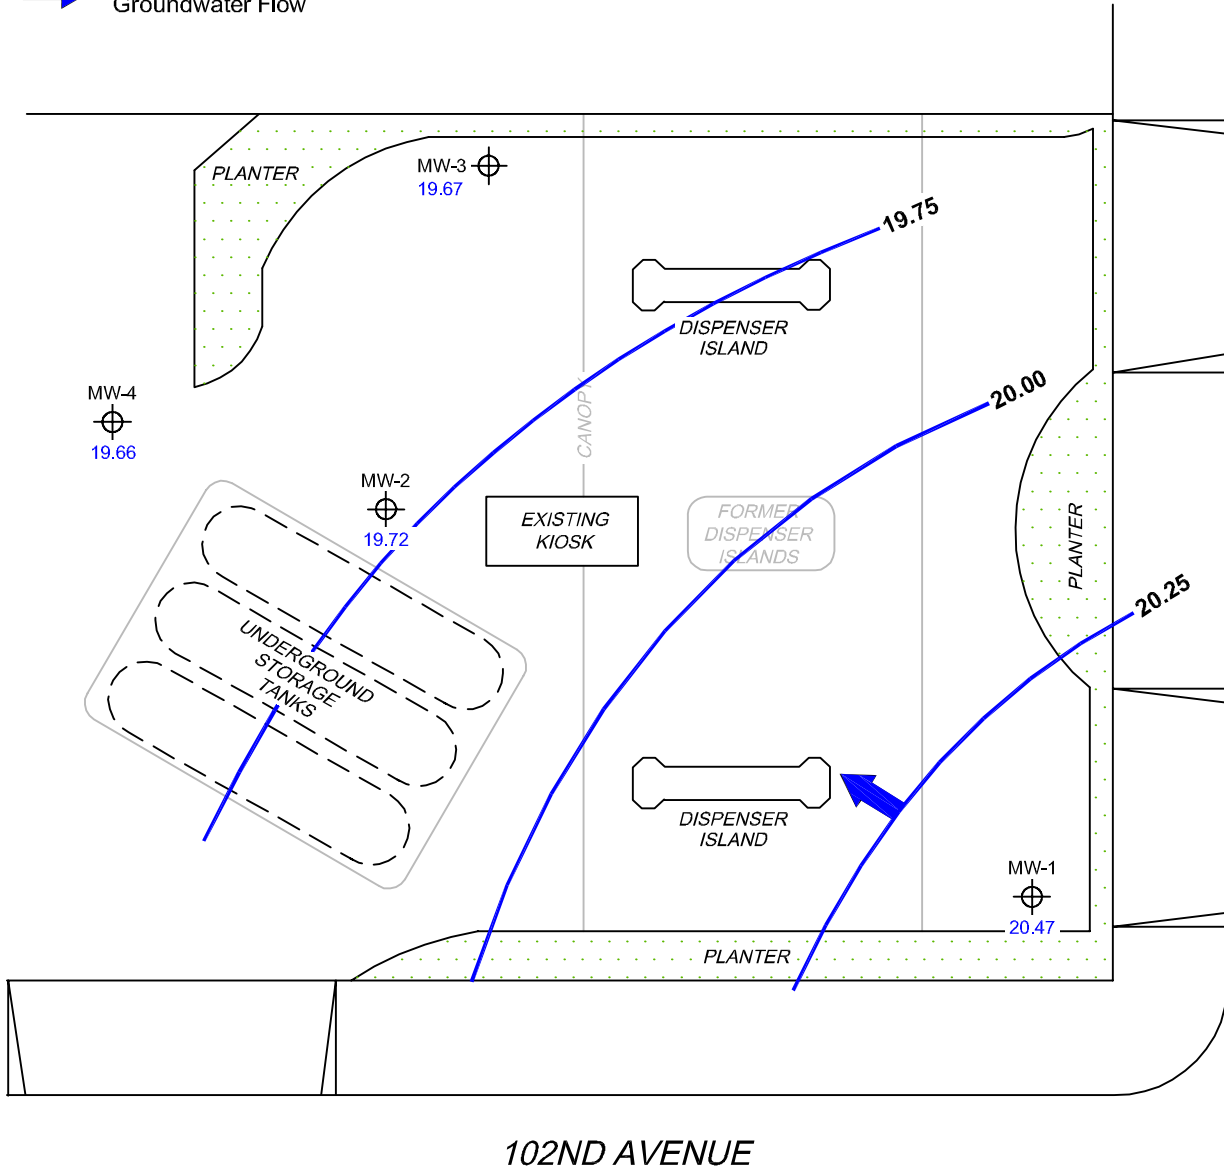 Groundwater Flow
PLANTER
MW-3
19.67
19.75
DISPENSER
ISLAND
MW-4
19.66
CANOPY
20.00
MW-2
19.72
EXISTING
KIOSK
FORMER
DISPENSER
ISLANDS
PLANTER
20.25
UNDERGROUND
STORAGE
TANKS
DISPENSER
ISLAND
MW-1
20.47
PLANTER
102ND AVENUE